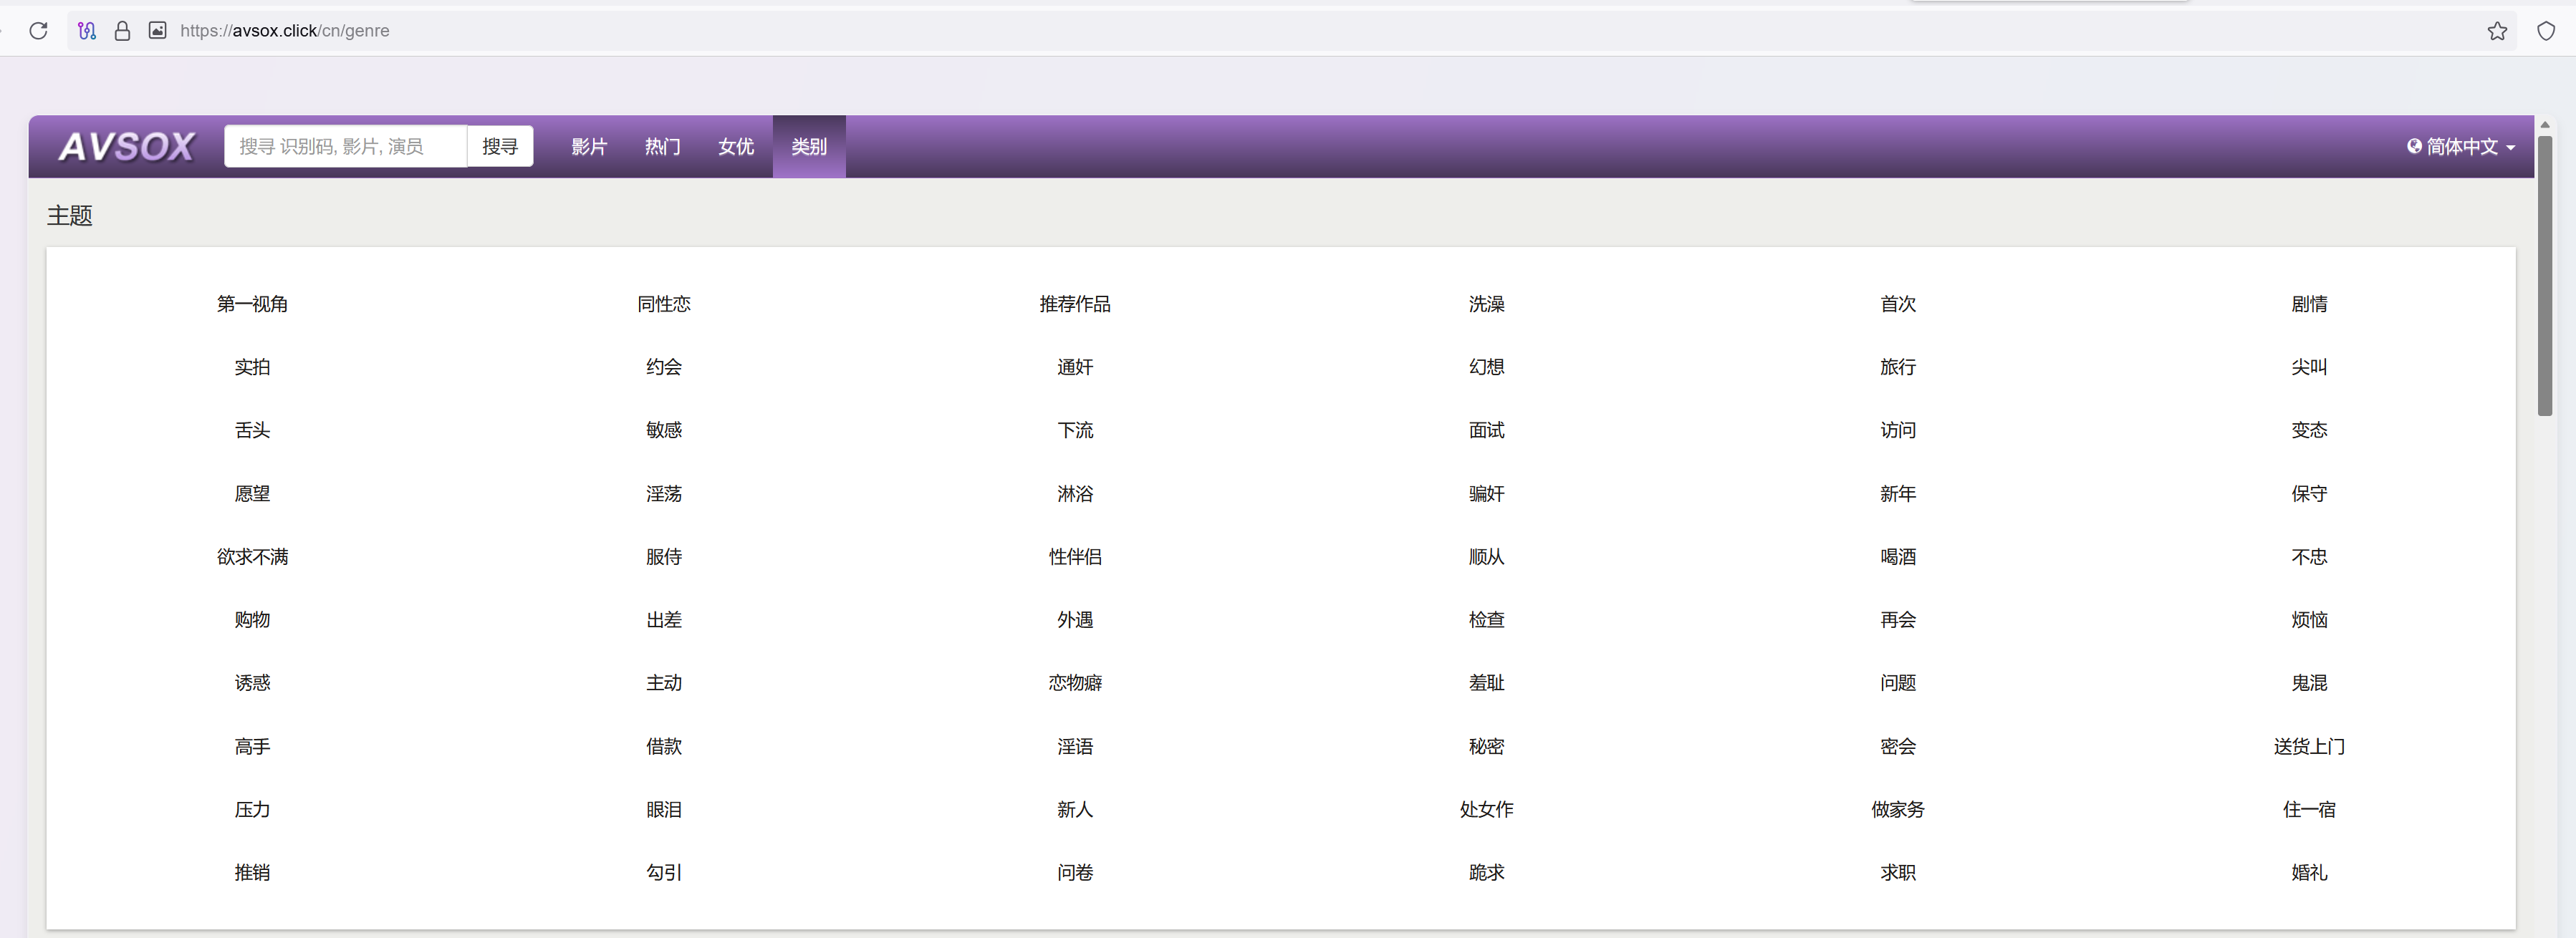 https://avsox.click/cn/genre
AVSOX 搜寻 识别码, 影片, 演员 搜寻 影片 热门 女优 类别 简体中文
主题
第一视角 同性恋 推荐作品 洗澡 首次 剧情
实拍 约会 通奸 幻想 旅行 尖叫
舌头 敏感 下流 面试 访问 变态
愿望 淫荡 淋浴 骗奸 新年 保守
欲求不满 服侍 性伴侣 顺从 喝酒 不忠
购物 出差 外遇 检查 再会 烦恼
诱惑 主动 恋物癖 羞耻 问题 鬼混
高手 借款 淫语 秘密 密会 送货上门
压力 眼泪 新人 处女作 做家务 住一宿
推销 勾引 问卷 跪求 求职 婚礼